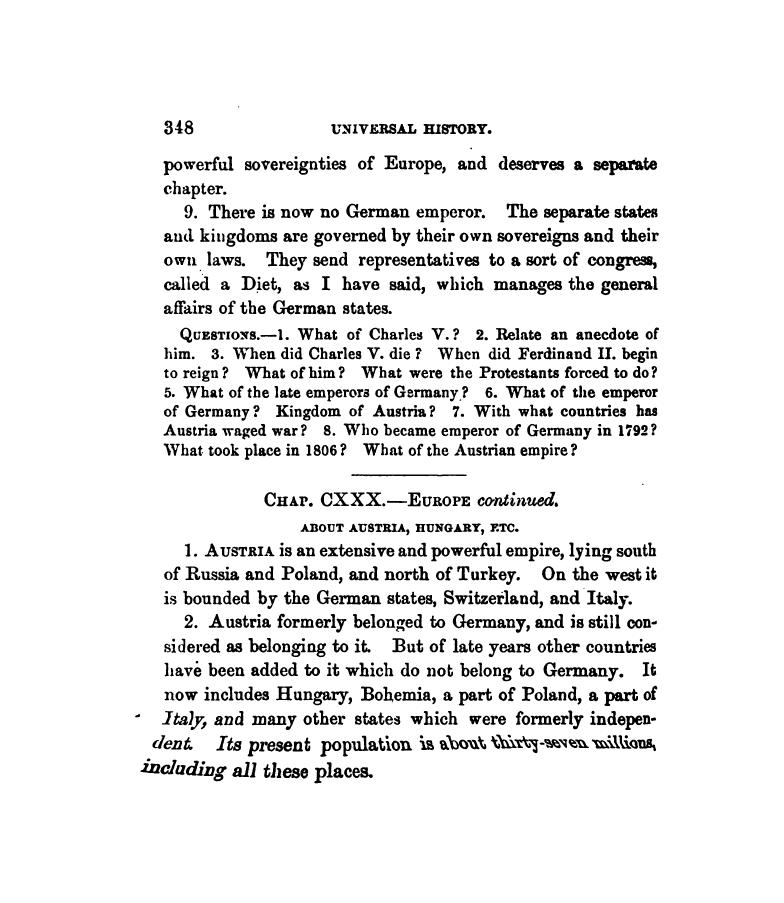 348 UNIVERSAL HISTORY.
powerful sovereignties of Europe, and deserves a separate
chapter.
9. There is now no German emperor. The separate states
and kingdoms are governed by their own sovereigns and their
own laws. They send representatives to a sort of congress,
called a Diet, as I have said, which manages the general
affairs of the German states.
QUESTIONS.—1. What of Charles V.? 2. Relate an anecdote of
him. 3. When did Charles V. die? When did Ferdinand II. begin
to reign? What of him? What were the Protestants forced to do?
5. What of the late emperors of Germany? 6. What of the emperor
of Germany? Kingdom of Austria? 7. With what countries has
Austria waged war? 8. Who became emperor of Germany in 1792?
What took place in 1806? What of the Austrian empire?
CHAP. CXXX.—EUROPE continued.
ABOUT AUSTRIA, HUNGARY, ETC.
1. AUSTRIA is an extensive and powerful empire, lying south
of Russia and Poland, and north of Turkey. On the west it
is bounded by the German states, Switzerland, and Italy.
2. Austria formerly belonged to Germany, and is still con-
sidered as belonging to it. But of late years other countries
have been added to it which do not belong to Germany. It
now includes Hungary, Bohemia, a part of Poland, a part of
Italy, and many other states which were formerly indepen-
dent. Its present population is about thirty-seven millions,
including all these places.